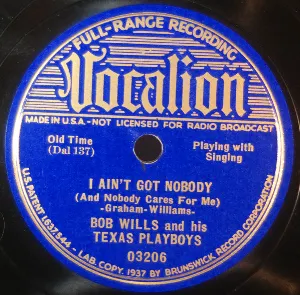 FULL-RANGE RECORDING
Vocalion
MADE IN U.S.A.-NOT LICENSED FOR RADIO BROADCAST
Old Time
(Dal 137)
Playing with
Singing
I AIN'T GOT NOBODY
(And Nobody Cares For Me)
-Graham-Williams-
BOB WILLS and his
TEXAS PLAYBOYS
03206
U.S. PATENT 1637544 - LAB. COPY. 1937 BY BRUNSWICK RECORD CORPORATION